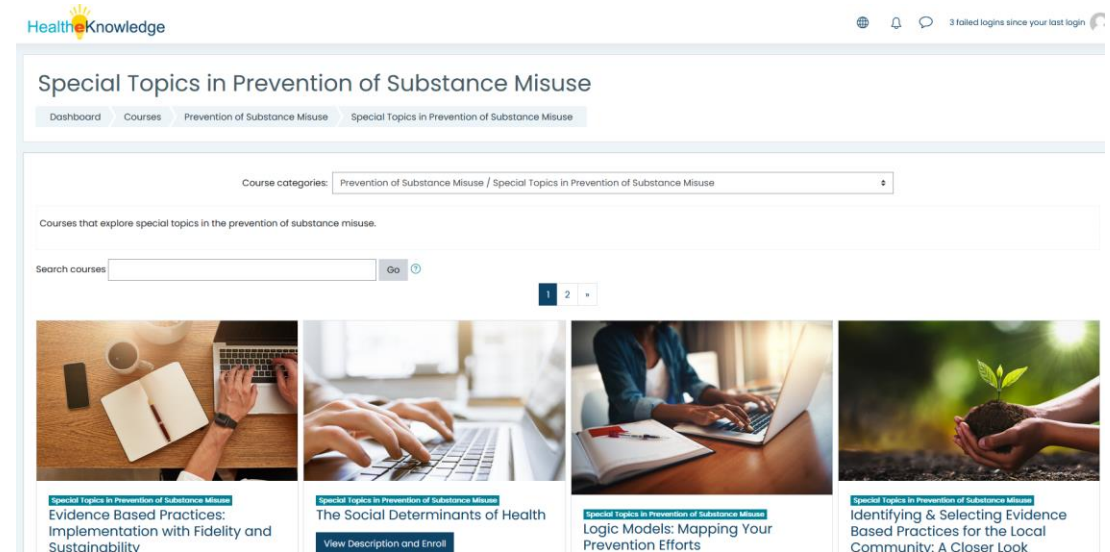 HealtheKnowledge
3 failed logins since your last login
Special Topics in Prevention of Substance Misuse
Dashboard Courses Prevention of Substance Misuse Special Topics in Prevention of Substance Misuse
Course categories: Prevention of Substance Misuse / Special Topics in Prevention of Substance Misuse
Courses that explore special topics in the prevention of substance misuse.
Search courses Go ?
1 2 »
Special Topics in Prevention of Substance Misuse
Evidence Based Practices:
Implementation with Fidelity and
Sustainability
Special Topics in Prevention of Substance Misuse
The Social Determinants of Health
View Description and Enroll
Special Topics in Prevention of Substance Misuse
Logic Models: Mapping Your
Prevention Efforts
Special Topics in Prevention of Substance Misuse
Identifying & Selecting Evidence
Based Practices for the Local
Community: A Closer Look